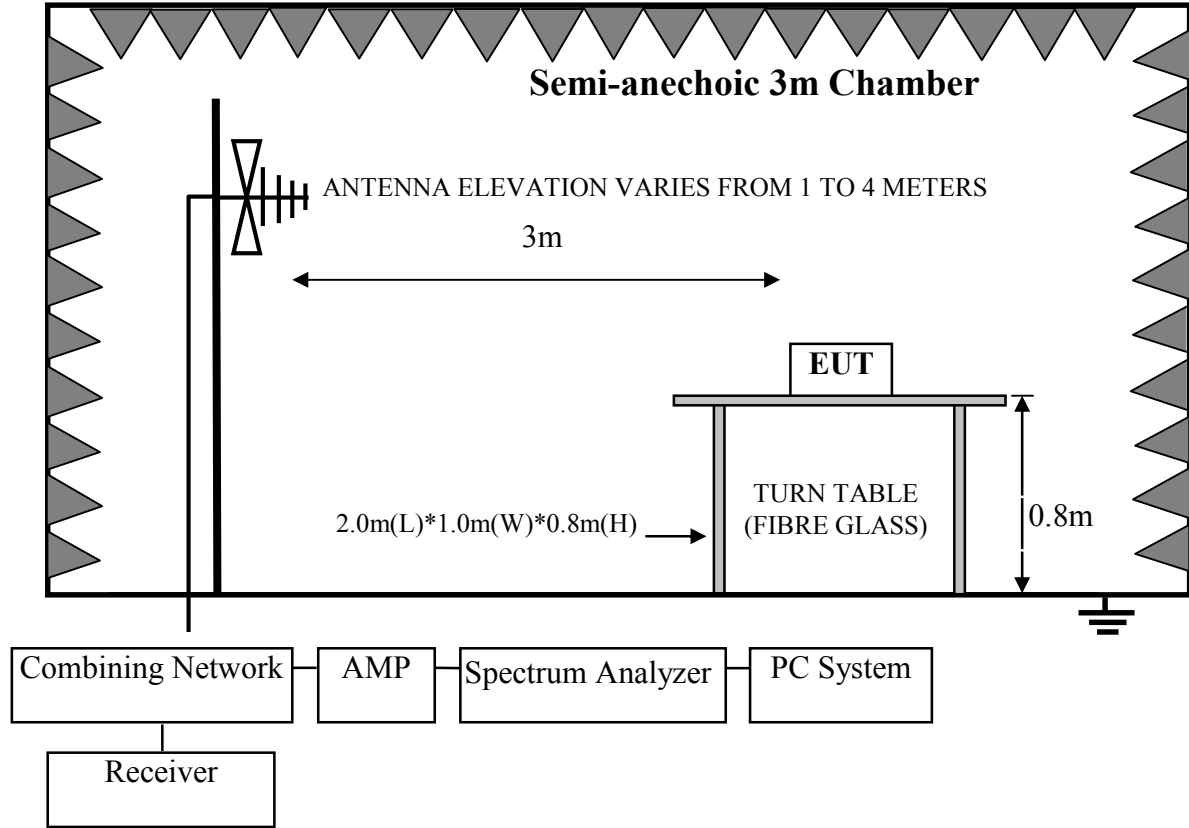 Semi-anechoic 3m Chamber
ANTENNA ELEVATION VARIES FROM 1 TO 4 METERS
3m
EUT
TURN TABLE
(FIBRE GLASS)
2.0m(L)*1.0m(W)*0.8m(H)
0.8m
Combining Network
AMP
Spectrum Analyzer
PC System
Receiver